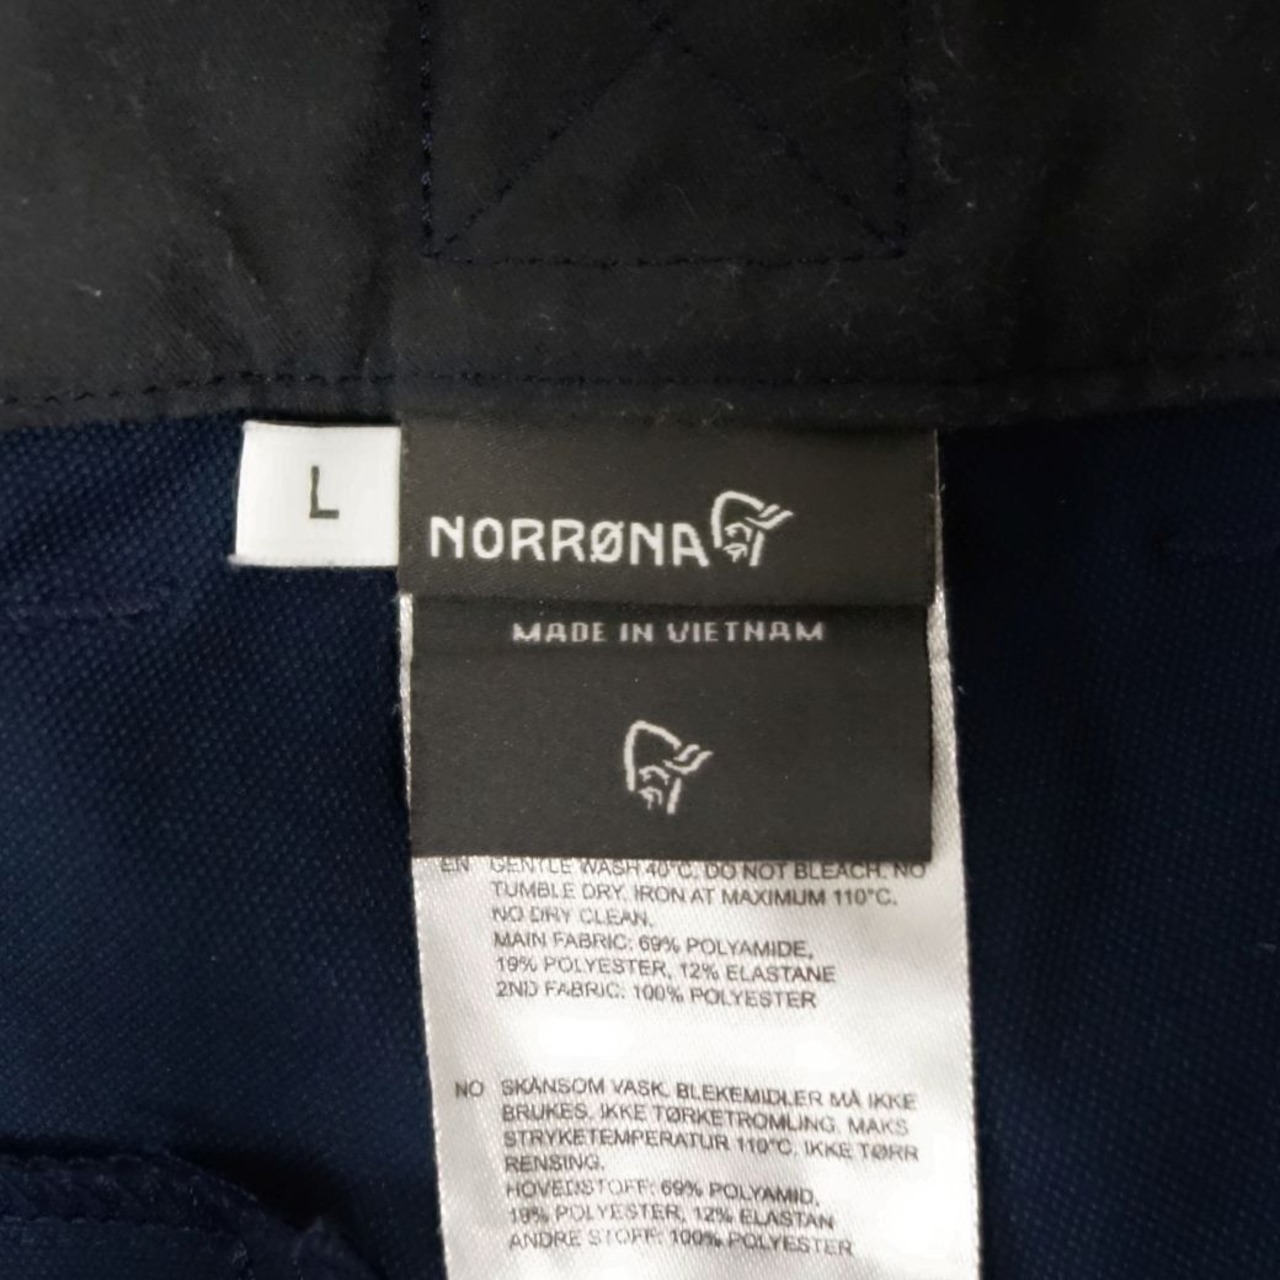 L
NORRØNA
MADE IN VIETNAM
EN GENTLE WASH 40°C. DO NOT BLEACH. NO
TUMBLE DRY. IRON AT MAXIMUM 110°C.
NO DRY CLEAN.
MAIN FABRIC: 69% POLYAMIDE,
19% POLYESTER, 12% ELASTANE
2ND FABRIC: 100% POLYESTER
NO SKÅNSOM VASK. BLEKEMIDLER MÅ IKKE
BRUKES. IKKE TØRKETROMLING. MAKS
STRYKETEMPERATUR 110°C. IKKE TØRR
RENSING.
HOVEDSTOFF: 69% POLYAMID,
19% POLYESTER, 12% ELASTAN
ANDRE STOFF: 100% POLYESTER